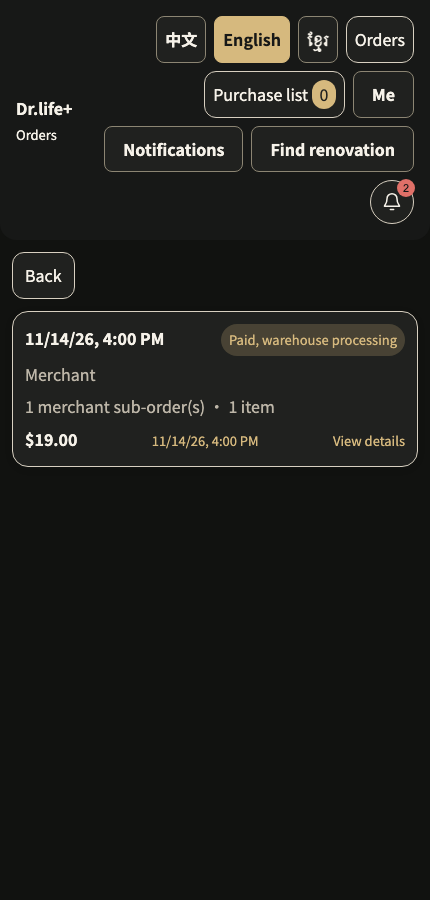 中文 English ខ្មែរ Orders
Purchase list 0 Me
Dr.life+
Orders
Notifications Find renovation
2
Back
11/14/26, 4:00 PM Paid, warehouse processing
Merchant
1 merchant sub-order(s) • 1 item
$19.00 11/14/26, 4:00 PM View details